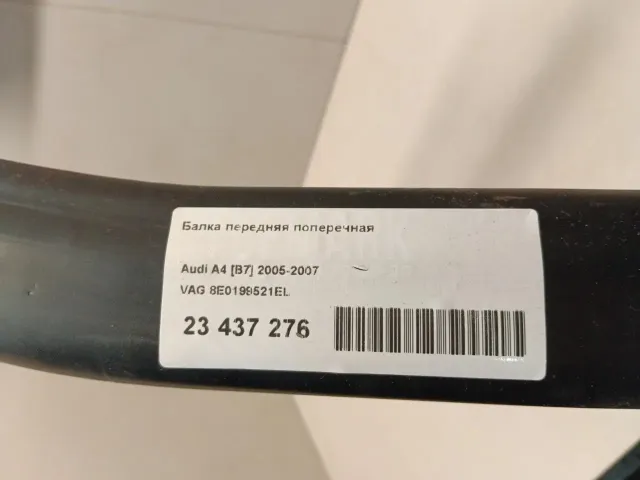 Балка передняя поперечная
Audi A4 [B7] 2005-2007
VAG 8E0199521EL
23 437 276